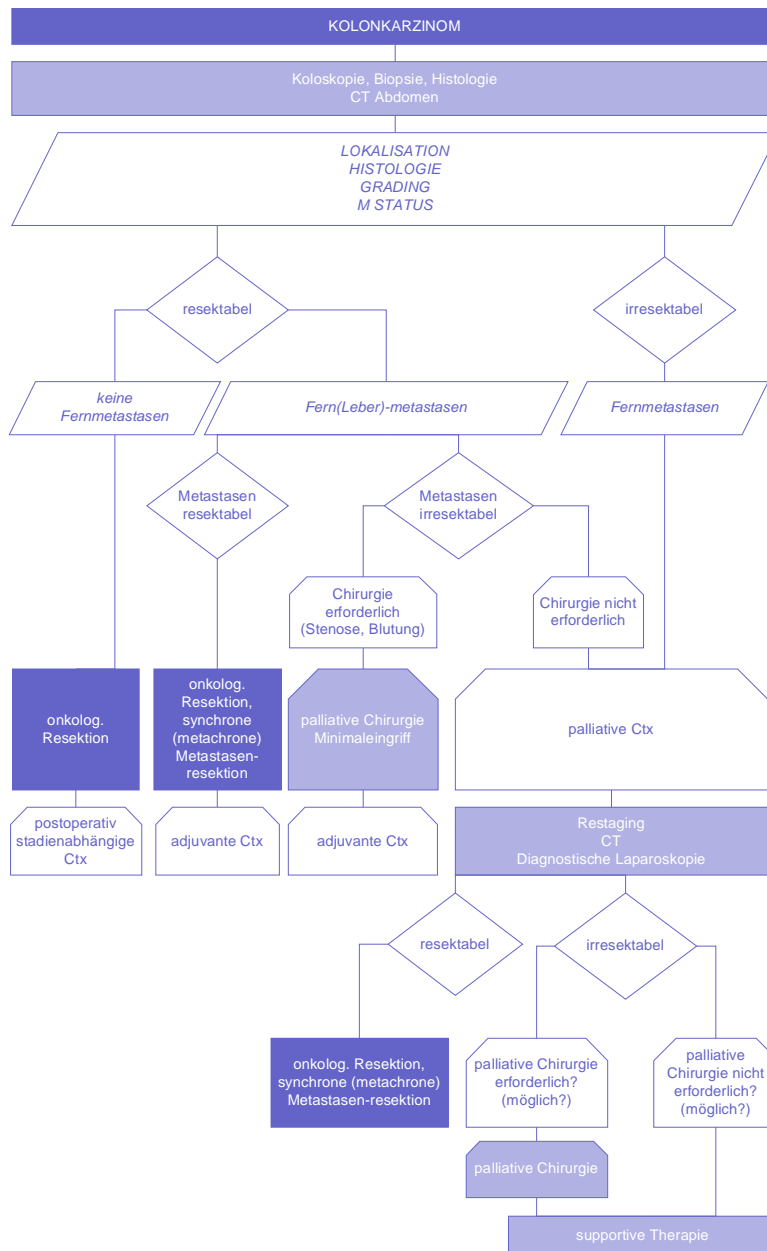 KOLONKARZINOM
Koloskopie, Biopsie, Histologie
CT Abdomen
LOKALISATION
HISTOLOGIE
GRADING
M STATUS
resektabel
irresektabel
keine
Fernmetastasen
Fern(Leber)-metastasen
Fernmetastasen
Metastasen
resektabel
Metastasen
irresektabel
Chirurgie
erforderlich
(Stenose, Blutung)
Chirurgie nicht
erforderlich
onkolog.
Resektion
onkolog.
Resektion,
synchrone
(metachrone)
Metastasen-
resektion
palliative Chirurgie
Minimaleingriff
palliative Ctx
postoperativ
stadienabhängige
Ctx
adjuvante Ctx
adjuvante Ctx
Restaging
CT
Diagnostische Laparoskopie
resektabel
irresektabel
onkolog. Resektion,
synchrone (metachrone)
Metastasen-resektion
palliative Chirurgie
erforderlich?
(möglich?)
palliative
Chirurgie nicht
erforderlich?
(möglich?)
palliative Chirurgie
supportive Therapie